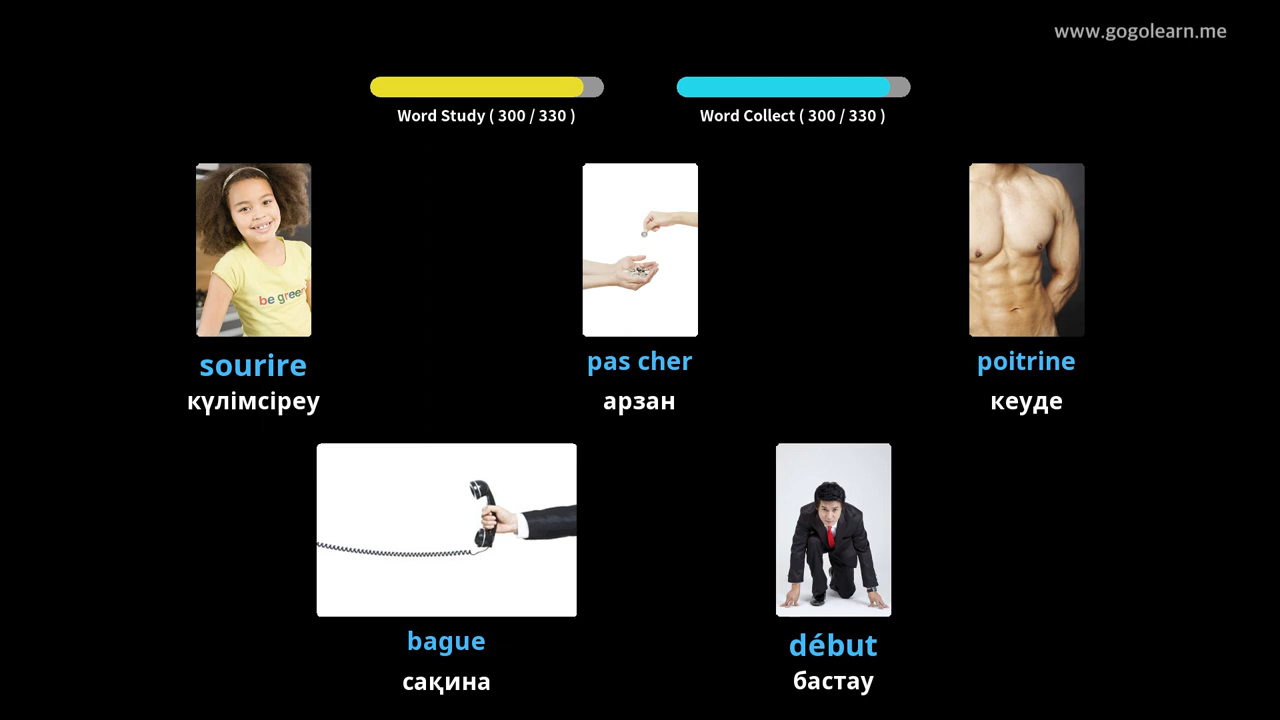 www.gogolearn.me
Word Study ( 300 / 330 )
Word Collect ( 300 / 330 )
be green
sourire
күлімсіреу
pas cher
арзан
poitrine
кеуде
bague
сақина
début
бастау